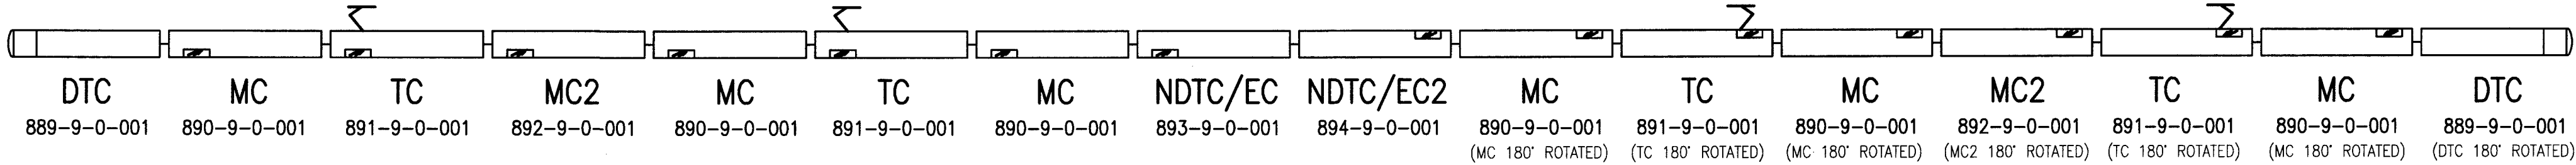 DTC MC TC MC2 MC TC MC NDTC/EC NDTC/EC2 MC TC MC MC2 TC MC DTC
889-9-0-001 890-9-0-001 891-9-0-001 892-9-0-001 890-9-0-001 891-9-0-001 890-9-0-001 893-9-0-001 894-9-0-001 890-9-0-001 891-9-0-001 890-9-0-001 892-9-0-001 891-9-0-001 890-9-0-001 889-9-0-001
(MC 180° ROTATED) (TC 180° ROTATED) (MC 180° ROTATED) (MC2 180° ROTATED) (TC 180° ROTATED) (MC 180° ROTATED) (DTC 180° ROTATED)